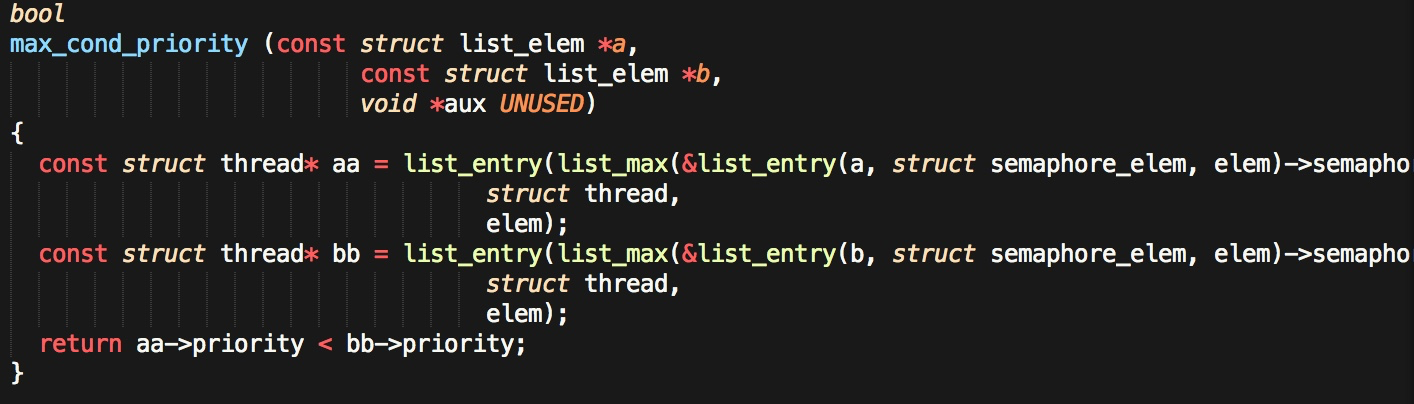 bool
max_cond_priority (const struct list_elem *a,
const struct list_elem *b,
void *aux UNUSED)
{
const struct thread* aa = list_entry(list_max(&list_entry(a, struct semaphore_elem, elem)->semapho
struct thread,
elem);
const struct thread* bb = list_entry(list_max(&list_entry(b, struct semaphore_elem, elem)->semapho
struct thread,
elem);
return aa->priority < bb->priority;
}